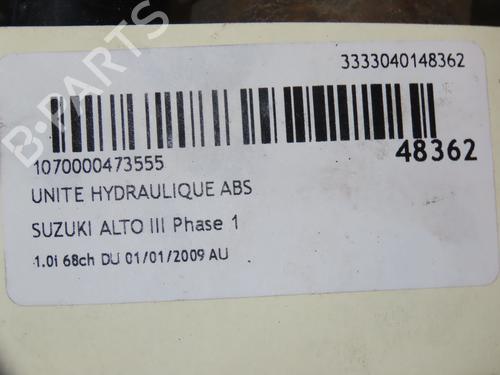 3333040148362
48362
1070000473555
UNITE HYDRAULIQUE ABS
SUZUKI ALTO III Phase 1
1.0i 68ch DU 01/01/2009 AU
B-PARTS